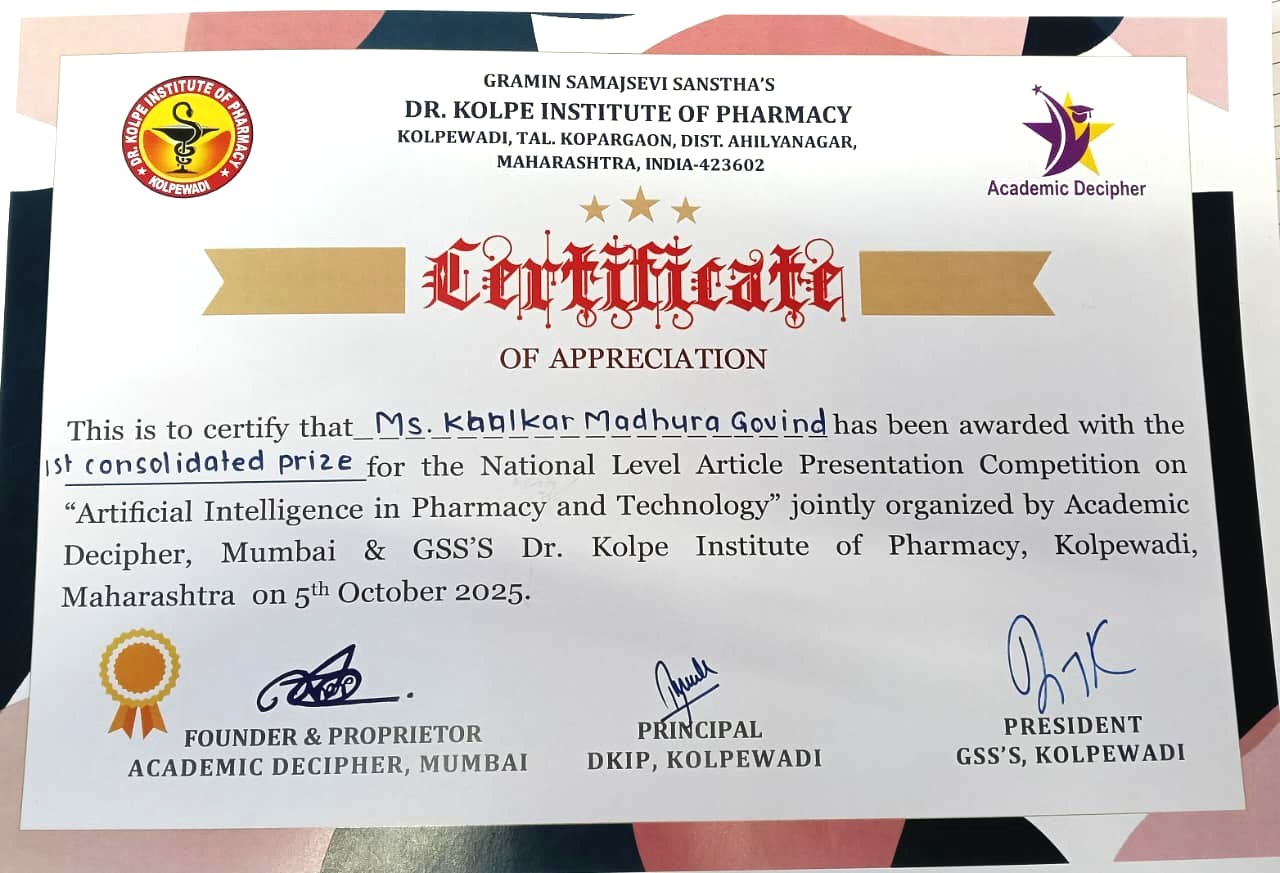 GRAMIN SAMAJSEVI SANSTHA'S
DR. KOLPE INSTITUTE OF PHARMACY
KOLPEWADI, TAL. KOPARGAON, DIST. AHILYANAGAR,
MAHARASHTRA, INDIA-423602
DR. KOLPE INSTITUTE OF PHARMACY
KOLPEWADI
Academic Decipher
Certificate
OF APPRECIATION
This is to certify that Ms. Khalkar Madhura Govind has been awarded with the
1st consolidated prize for the National Level Article Presentation Competition on
“Artificial Intelligence in Pharmacy and Technology” jointly organized by Academic
Decipher, Mumbai & GSS'S Dr. Kolpe Institute of Pharmacy, Kolpewadi,
Maharashtra on 5th October 2025.
FOUNDER & PROPRIETOR
ACADEMIC DECIPHER, MUMBAI
PRINCIPAL
DKIP, KOLPEWADI
PRESIDENT
GSS'S, KOLPEWADI